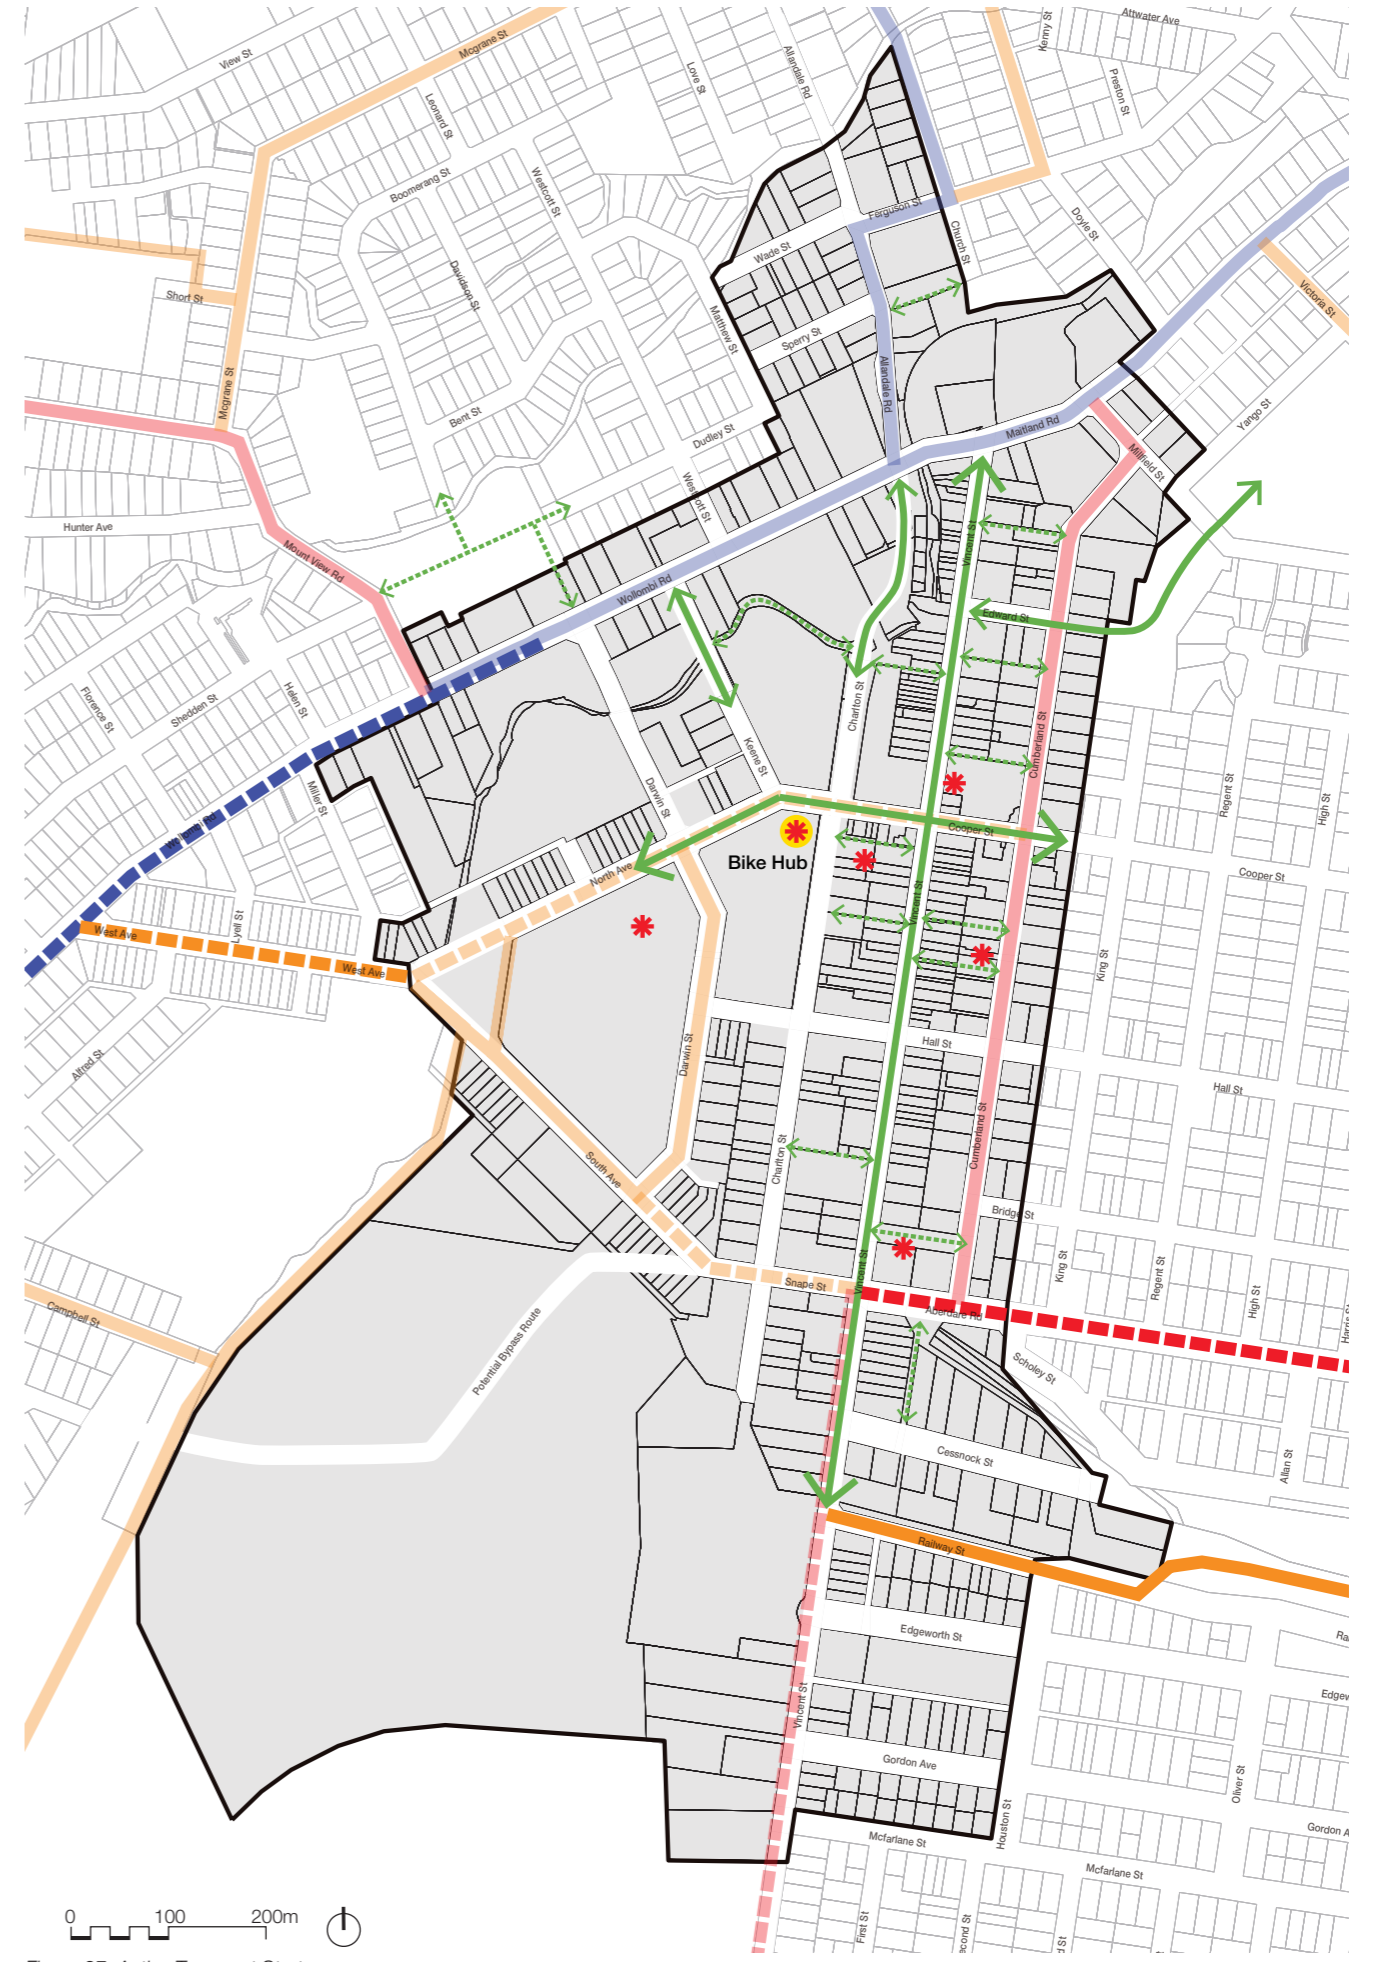 Attwater Ave
Kenny St
Mcgrane St
View St
Love St
Allandale Rd
Preston St
Leonard St
Boomerang St
Westcott St
Ferguson St
Church St
Doyle St
Wade St
Davidson St
Short St
Victoria St
Matthew St
Sperry St
Allandale Rd
Mcgrane St
Bent St
Dudley St
Maitland Rd
Yango St
Millfield St
Hunter Ave
Mount View Rd
Vincent St
Wollombi Rd
Edward St
Florence St
Shedden St
Helen St
Charlton St
Cumberland St
Keene St
Darwin St
Miller St
Regent St
High St
Cooper St
Bike Hub
Cooper St
North Ave
Vincent St
Lyell St
West Ave
West Ave
King St
Hall St
Darwin St
Alfred St
Hall St
Cumberland St
Charlton St
South Ave
Bridge St
King St
Regent St
High St
Vincent St
Snape St
Aberdare Rd
Campbell St
Potential Bypass Route
Scholey St
Cessnock St
Allan St
Railway St
Edgeworth St
Vincent St
Gordon Ave
Oliver St
Houston St
Mcfarlane St
Mcfarlane St
First St
0 100 200m